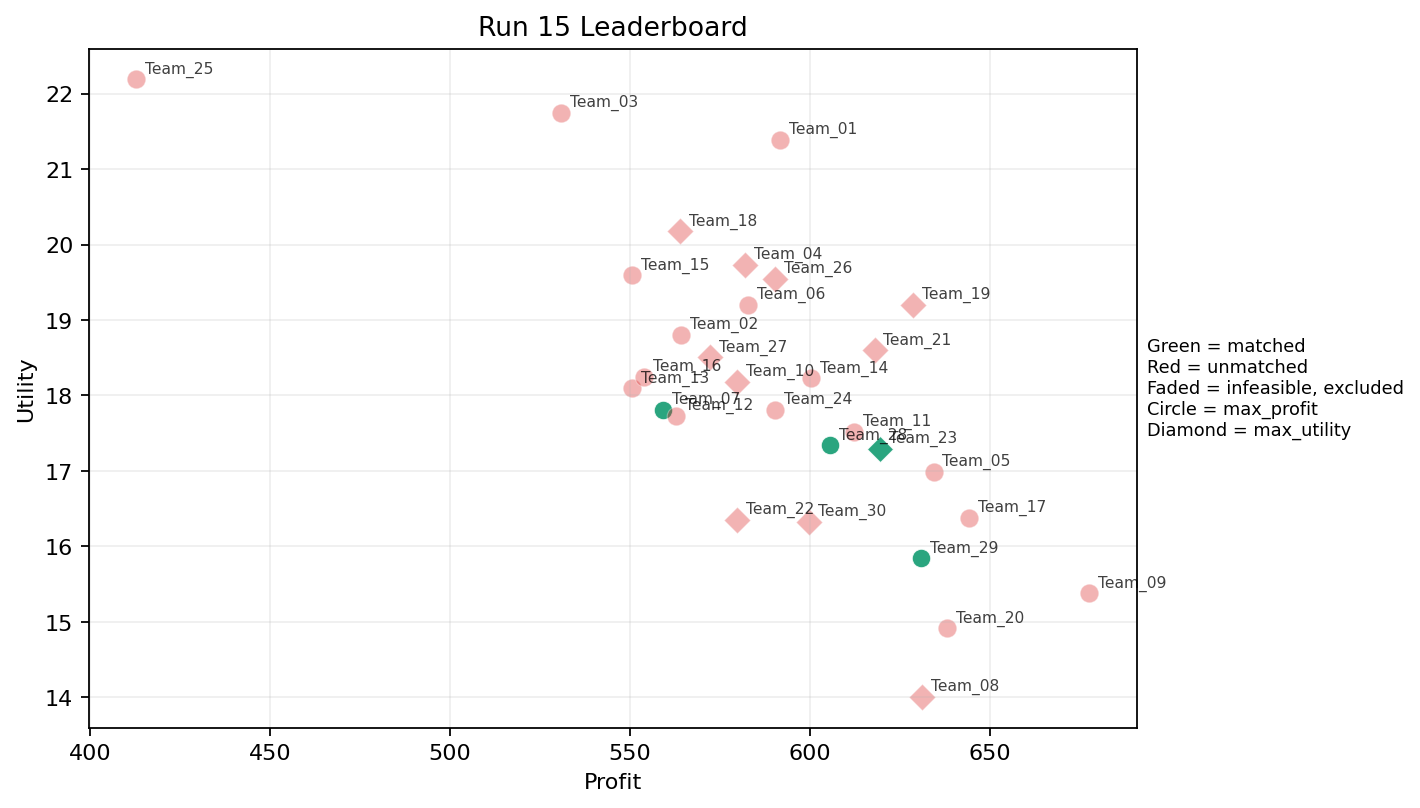 Run 15 Leaderboard
Team_25
Team_03
Team_01
Team_18
Team_04
Team_26
Team_15
Team_06
Team_19
Team_02
Team_27
Team_21
Team_16
Team_13
Team_10
Team_14
Team_07
Team_12
Team_24
Team_11
Team_28
Team_23
Team_05
Team_22
Team_30
Team_17
Team_29
Team_09
Team_20
Team_08
22
21
20
19
18
17
16
15
14
Utility
400 450 500 550 600 650
Profit
Green = matched
Red = unmatched
Faded = infeasible, excluded
Circle = max_profit
Diamond = max_utility